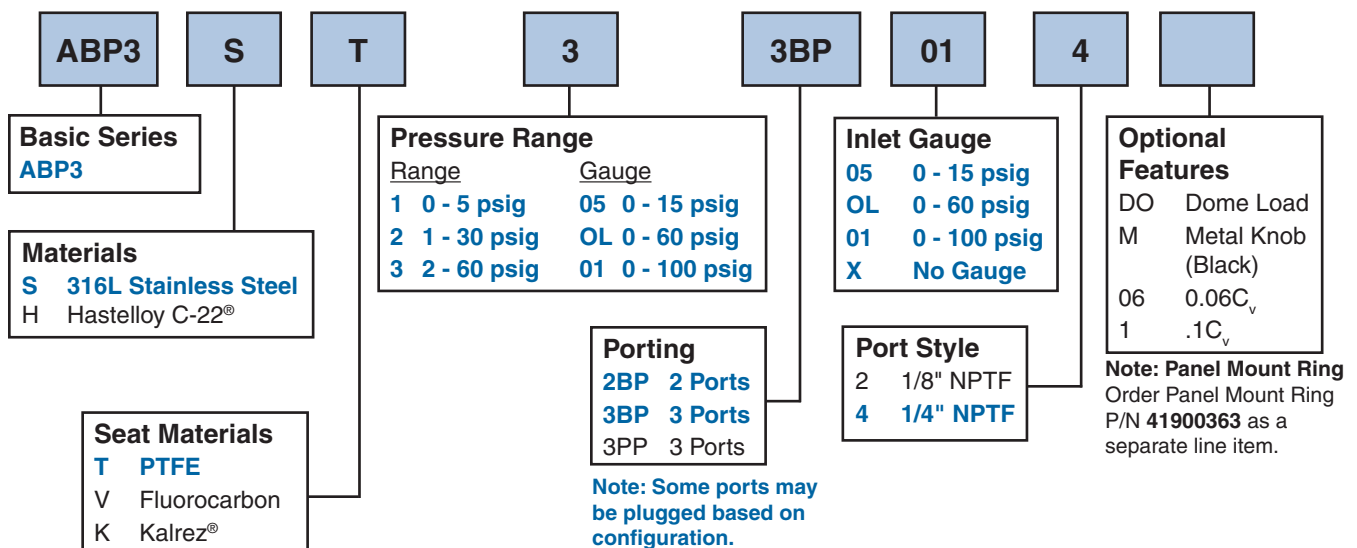 ABP3 S T 3 3BP 01 4
Basic Series
ABP3
Materials
S 316L Stainless Steel
H Hastelloy C-22®
Seat Materials
T PTFE
V Fluorocarbon
K Kalrez®
Pressure Range
Range Gauge
1 0 - 5 psig 05 0 - 15 psig
2 1 - 30 psig OL 0 - 60 psig
3 2 - 60 psig 01 0 - 100 psig
Porting
2BP 2 Ports
3BP 3 Ports
3PP 3 Ports
Note: Some ports may
be plugged based on
configuration.
Inlet Gauge
05 0 - 15 psig
OL 0 - 60 psig
01 0 - 100 psig
X No Gauge
Port Style
2 1/8" NPTF
4 1/4" NPTF
Optional
Features
DO Dome Load
M Metal Knob
(Black)
06 0.06Cv
1 .1Cv
Note: Panel Mount Ring
Order Panel Mount Ring
P/N 41900363 as a
separate line item.